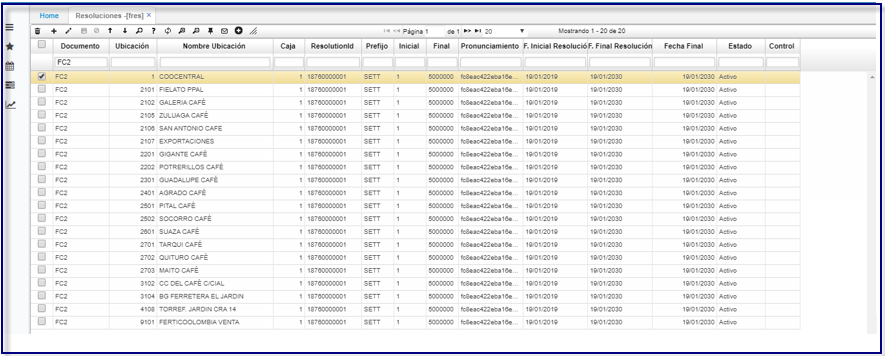 Home Resoluciones -[fres] ×
Página 1 de 1 20 Mostrando 1 - 20 de 20
Documento Ubicación Nombre Ubicación Caja ResolutionId Prefijo Inicial Final Pronunciamiento F. Inicial Resolució F. Final Resolución Fecha Final Estado Control
FC2
FC2 1 COOCENTRAL 1 18760000001 SETT 1 5000000 fc8eac422eba16e... 19/01/2019 19/01/2030 19/01/2030 Activo
FC2 2101 FIELATO PPAL 1 18760000001 SETT 1 5000000 fc8eac422eba16e... 19/01/2019 19/01/2030 19/01/2030 Activo
FC2 2102 GALERIA CAFÉ 1 18760000001 SETT 1 5000000 fc8eac422eba16e... 19/01/2019 19/01/2030 19/01/2030 Activo
FC2 2105 ZULUAGA CAFÉ 1 18760000001 SETT 1 5000000 fc8eac422eba16e... 19/01/2019 19/01/2030 19/01/2030 Activo
FC2 2106 SAN ANTONIO CAFE 1 18760000001 SETT 1 5000000 fc8eac422eba16e... 19/01/2019 19/01/2030 19/01/2030 Activo
FC2 2107 EXPORTACIONES 1 18760000001 SETT 1 5000000 fc8eac422eba16e... 19/01/2019 19/01/2030 19/01/2030 Activo
FC2 2201 GIGANTE CAFÉ 1 18760000001 SETT 1 5000000 fc8eac422eba16e... 19/01/2019 19/01/2030 19/01/2030 Activo
FC2 2202 POTRERILLOS CAFÉ 1 18760000001 SETT 1 5000000 fc8eac422eba16e... 19/01/2019 19/01/2030 19/01/2030 Activo
FC2 2301 GUADALUPE CAFÉ 1 18760000001 SETT 1 5000000 fc8eac422eba16e... 19/01/2019 19/01/2030 19/01/2030 Activo
FC2 2401 AGRADO CAFÉ 1 18760000001 SETT 1 5000000 fc8eac422eba16e... 19/01/2019 19/01/2030 19/01/2030 Activo
FC2 2501 PITAL CAFÉ 1 18760000001 SETT 1 5000000 fc8eac422eba16e... 19/01/2019 19/01/2030 19/01/2030 Activo
FC2 2502 SOCORRO CAFÉ 1 18760000001 SETT 1 5000000 fc8eac422eba16e... 19/01/2019 19/01/2030 19/01/2030 Activo
FC2 2601 SUAZA CAFÉ 1 18760000001 SETT 1 5000000 fc8eac422eba16e... 19/01/2019 19/01/2030 19/01/2030 Activo
FC2 2701 TARQUI CAFÉ 1 18760000001 SETT 1 5000000 fc8eac422eba16e... 19/01/2019 19/01/2030 19/01/2030 Activo
FC2 2702 QUITURO CAFÉ 1 18760000001 SETT 1 5000000 fc8eac422eba16e... 19/01/2019 19/01/2030 19/01/2030 Activo
FC2 2703 MAITO CAFÉ 1 18760000001 SETT 1 5000000 fc8eac422eba16e... 19/01/2019 19/01/2030 19/01/2030 Activo
FC2 3102 CC DEL CAFÉ C/CIAL 1 18760000001 SETT 1 5000000 fc8eac422eba16e... 19/01/2019 19/01/2030 19/01/2030 Activo
FC2 3104 BG FERRETERA EL JARDIN 1 18760000001 SETT 1 5000000 fc8eac422eba16e... 19/01/2019 19/01/2030 19/01/2030 Activo
FC2 4108 TORREF. JARDIN CRA 14 1 18760000001 SETT 1 5000000 fc8eac422eba16e... 19/01/2019 19/01/2030 19/01/2030 Activo
FC2 9101 FERTICOOLOMBIA VENTA 1 18760000001 SETT 1 5000000 fc8eac422eba16e... 19/01/2019 19/01/2030 19/01/2030 Activo